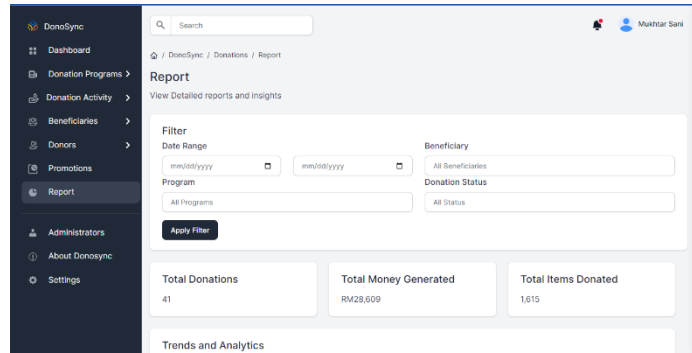 DonoSync
Dashboard
Donation Programs
Donation Activity
Beneficiaries
Donors
Promotions
Report
Administrators
About Donosync
Settings
Search
Mukhtar Sani
/ DonoSync / Donations / Report
Report
View Detailed reports and insights
Filter
Date Range
Beneficiary
mm/dd/yyyy mm/dd/yyyy
All Beneficiaries
Program
Donation Status
All Programs
All Status
Apply Filter
Total Donations
41
Total Money Generated
RM28,609
Total Items Donated
1,615
Trends and Analytics